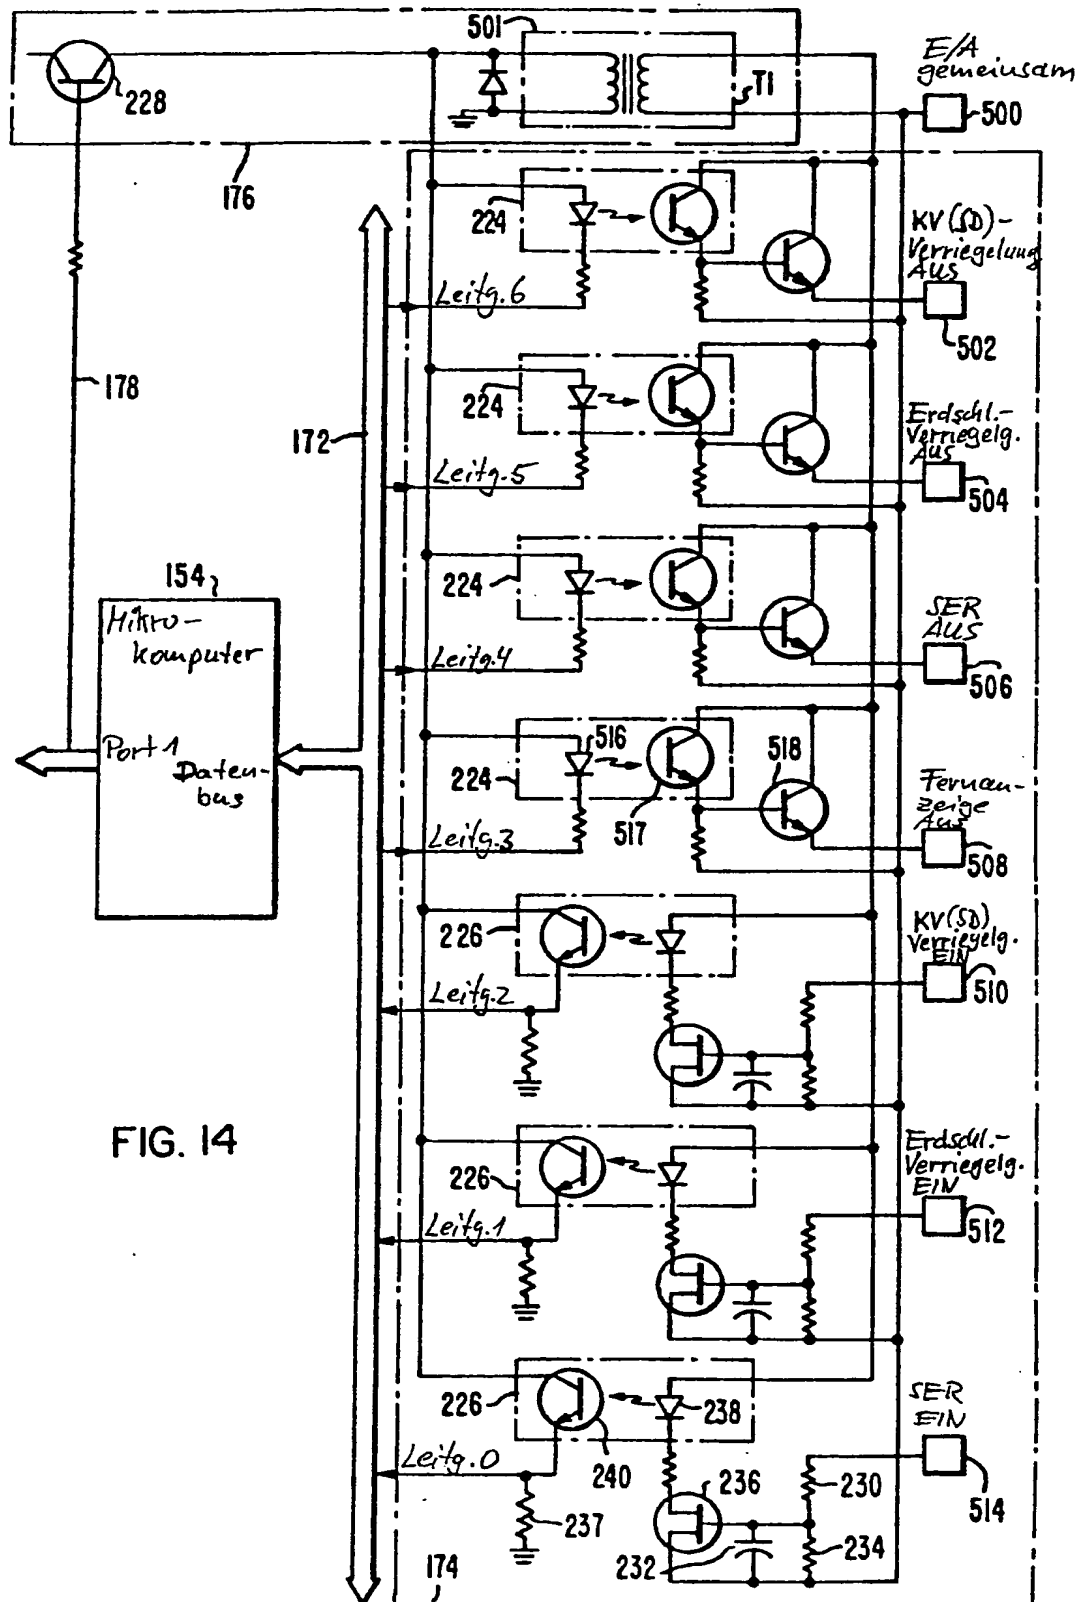 501
E/A
gemeinsam
T1
228
500
176
224
KV(SD)-
Verriegelung
AUS
Leitg.6
502
178
224
Erdschl.-
Verriegelg.
AUS
172
Leitg.5
504
154
224
SER
AUS
Mikro-
komputer
Leitg.4
506
Port 1
Daten-
bus
516
518
224
Fernan-
zeige
Aus
517
Leitg.3
508
226
KV(SD)
Verriegelg.
EIN
Leitg.2
510
FIG. 14
226
Erdschl.-
Verriegelg.
EIN
Leitg.1
512
226
238
SER
EIN
Leitg.0
240
236
230
514
237
232
234
174